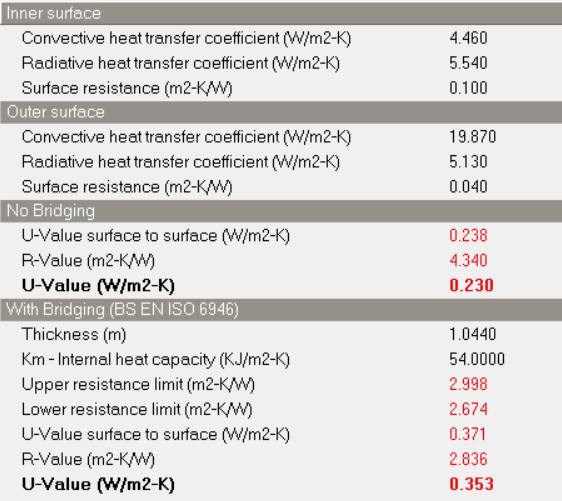 Inner surface
Convective heat transfer coefficient (W/m2-K) 4.460
Radiative heat transfer coefficient (W/m2-K) 5.540
Surface resistance (m2-K/W) 0.100
Outer surface
Convective heat transfer coefficient (W/m2-K) 19.870
Radiative heat transfer coefficient (W/m2-K) 5.130
Surface resistance (m2-K/W) 0.040
No Bridging
U-Value surface to surface (W/m2-K) 0.238
R-Value (m2-K/W) 4.340
U-Value (W/m2-K) 0.230
With Bridging (BS EN ISO 6946)
Thickness (m) 1.0440
Km - Internal heat capacity (KJ/m2-K) 54.0000
Upper resistance limit (m2-K/W) 2.998
Lower resistance limit (m2-K/W) 2.674
U-Value surface to surface (W/m2-K) 0.371
R-Value (m2-K/W) 2.836
U-Value (W/m2-K) 0.353